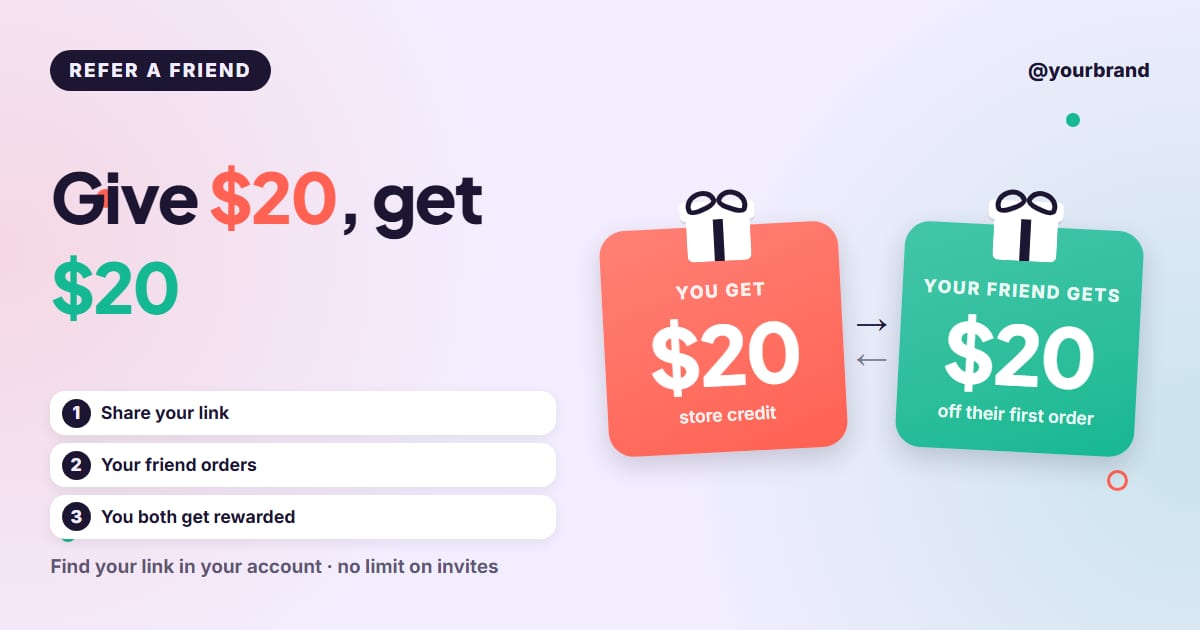 REFER A FRIEND
@yourbrand
Give $20, get
$20
1 Share your link
2 Your friend orders
3 You both get rewarded
Find your link in your account · no limit on invites
YOU GET
$20
store credit
→
←
YOUR FRIEND GETS
$20
off their first order